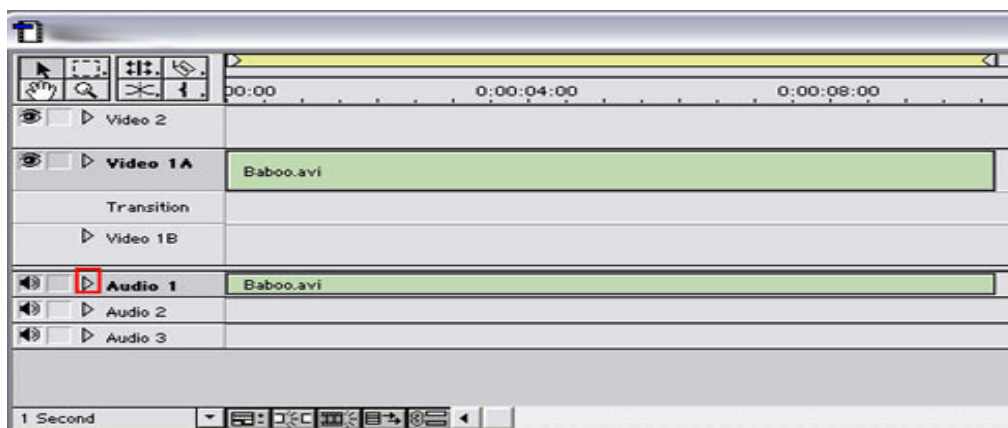 00:00 0:00:04:00 0:00:08:00
Video 2
Video 1A Baboo.avi
Transition
Video 1B
Audio 1 Baboo.avi
Audio 2
Audio 3
1 Second